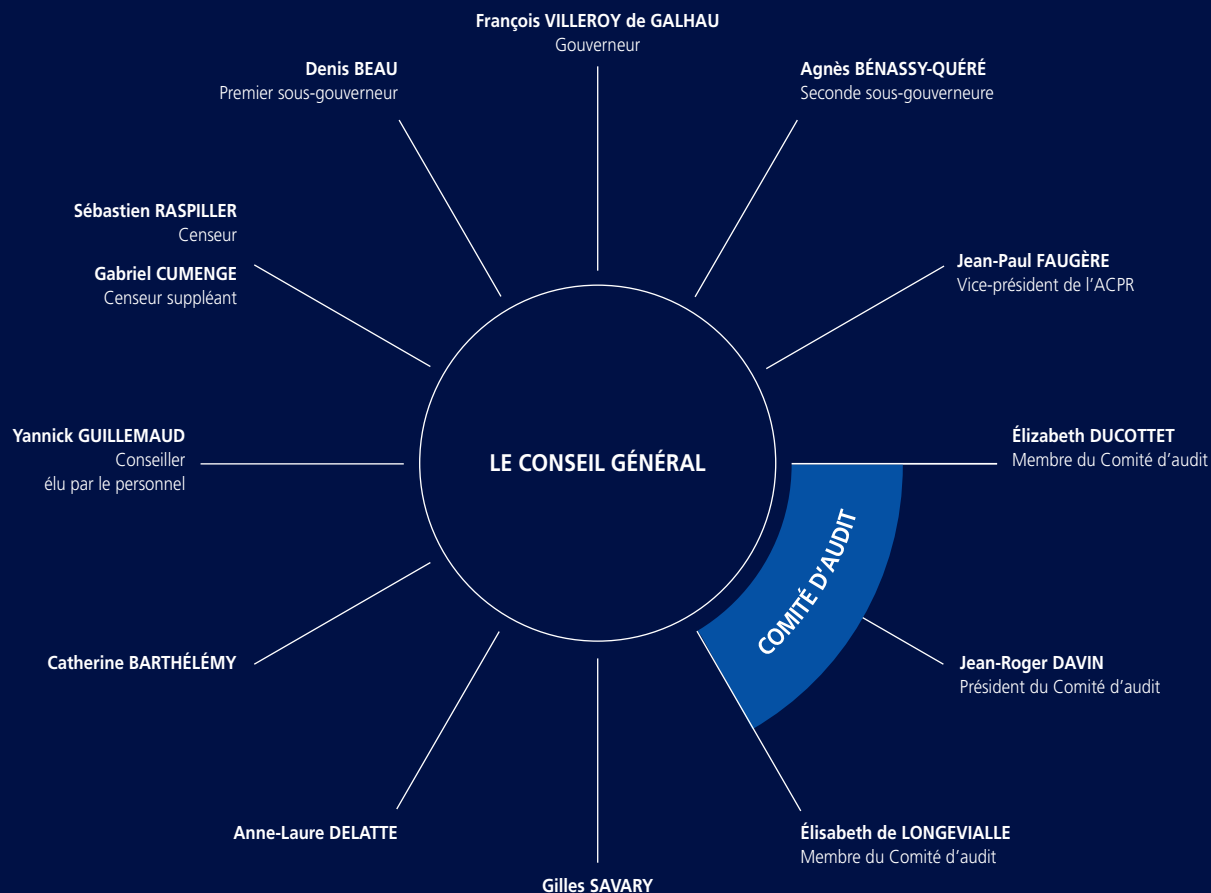 François VILLEROY de GALHAU
Gouverneur
Denis BEAU
Premier sous-gouverneur
Agnès BÉNASSY-QUÉRÉ
Seconde sous-gouverneure
Sébastien RASPILLER
Censeur
Gabriel CUMENGE
Censeur suppléant
Jean-Paul FAUGÈRE
Vice-président de l’ACPR
Yannick GUILLEMAUD
Conseiller
élu par le personnel
LE CONSEIL GÉNÉRAL
Élizabeth DUCOTTET
Membre du Comité d’audit
COMITÉ D’AUDIT
Catherine BARTHÉLÉMY
Jean-Roger DAVIN
Président du Comité d’audit
Anne-Laure DELATTE
Élisabeth de LONGEVIALLE
Membre du Comité d’audit
Gilles SAVARY